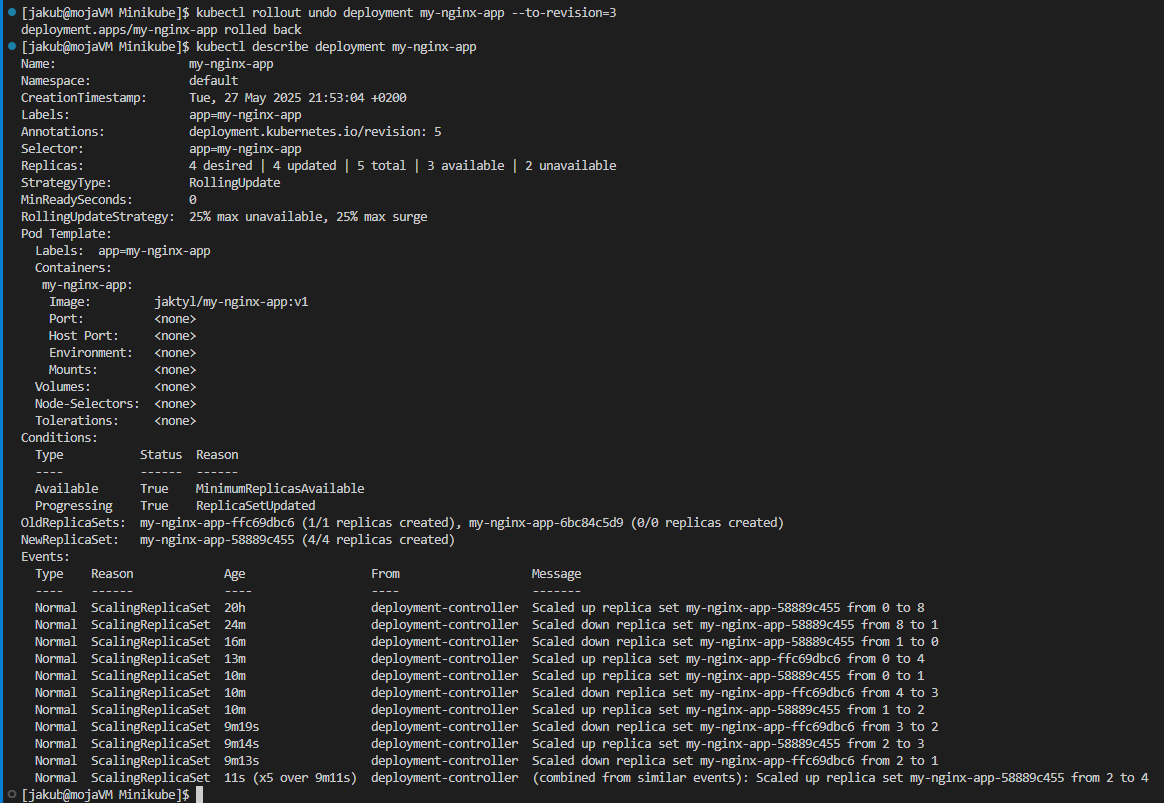 [jakub@mojaVM Minikube]$ kubectl rollout undo deployment my-nginx-app --to-revision=3
deployment.apps/my-nginx-app rolled back
[jakub@mojaVM Minikube]$ kubectl describe deployment my-nginx-app
Name:                   my-nginx-app
Namespace:              default
CreationTimestamp:      Tue, 27 May 2025 21:53:04 +0200
Labels:                 app=my-nginx-app
Annotations:            deployment.kubernetes.io/revision: 5
Selector:               app=my-nginx-app
Replicas:               4 desired | 4 updated | 5 total | 3 available | 2 unavailable
StrategyType:           RollingUpdate
MinReadySeconds:        0
RollingUpdateStrategy:  25% max unavailable, 25% max surge
Pod Template:
  Labels:  app=my-nginx-app
  Containers:
   my-nginx-app:
    Image:         jaktyl/my-nginx-app:v1
    Port:          <none>
    Host Port:     <none>
    Environment:   <none>
    Mounts:        <none>
  Volumes:         <none>
  Node-Selectors:  <none>
  Tolerations:     <none>
Conditions:
  Type           Status  Reason
  ----           ------  ------
  Available      True    MinimumReplicasAvailable
  Progressing    True    ReplicaSetUpdated
OldReplicaSets:  my-nginx-app-ffc69dbc6 (1/1 replicas created), my-nginx-app-6bc84c5d9 (0/0 replicas created)
NewReplicaSet:   my-nginx-app-58889c455 (4/4 replicas created)
Events:
  Type    Reason             Age                  From                   Message
  ----    ------             ----                 ----                   -------
  Normal  ScalingReplicaSet  20h                  deployment-controller  Scaled up replica set my-nginx-app-58889c455 from 0 to 8
  Normal  ScalingReplicaSet  24m                  deployment-controller  Scaled down replica set my-nginx-app-58889c455 from 8 to 1
  Normal  ScalingReplicaSet  16m                  deployment-controller  Scaled down replica set my-nginx-app-58889c455 from 1 to 0
  Normal  ScalingReplicaSet  13m                  deployment-controller  Scaled up replica set my-nginx-app-ffc69dbc6 from 0 to 4
  Normal  ScalingReplicaSet  10m                  deployment-controller  Scaled up replica set my-nginx-app-58889c455 from 0 to 1
  Normal  ScalingReplicaSet  10m                  deployment-controller  Scaled down replica set my-nginx-app-ffc69dbc6 from 4 to 3
  Normal  ScalingReplicaSet  10m                  deployment-controller  Scaled up replica set my-nginx-app-58889c455 from 1 to 2
  Normal  ScalingReplicaSet  9m19s                deployment-controller  Scaled down replica set my-nginx-app-ffc69dbc6 from 3 to 2
  Normal  ScalingReplicaSet  9m14s                deployment-controller  Scaled up replica set my-nginx-app-58889c455 from 2 to 3
  Normal  ScalingReplicaSet  9m13s                deployment-controller  Scaled down replica set my-nginx-app-ffc69dbc6 from 2 to 1
  Normal  ScalingReplicaSet  11s (x5 over 9m11s)  deployment-controller  (combined from similar events): Scaled up replica set my-nginx-app-58889c455 from 2 to 4
[jakub@mojaVM Minikube]$